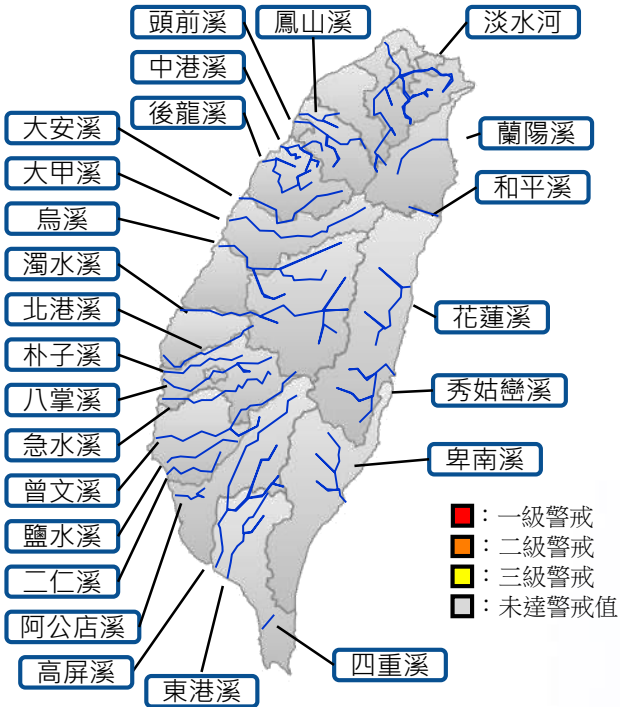 頭前溪
鳳山溪
淡水河
中港溪
後龍溪
大安溪
蘭陽溪
大甲溪
和平溪
烏溪
濁水溪
北港溪
花蓮溪
朴子溪
八掌溪
秀姑巒溪
急水溪
卑南溪
曾文溪
鹽水溪
二仁溪
阿公店溪
高屏溪
東港溪
四重溪
：一級警戒
：二級警戒
：三級警戒
：未達警戒值